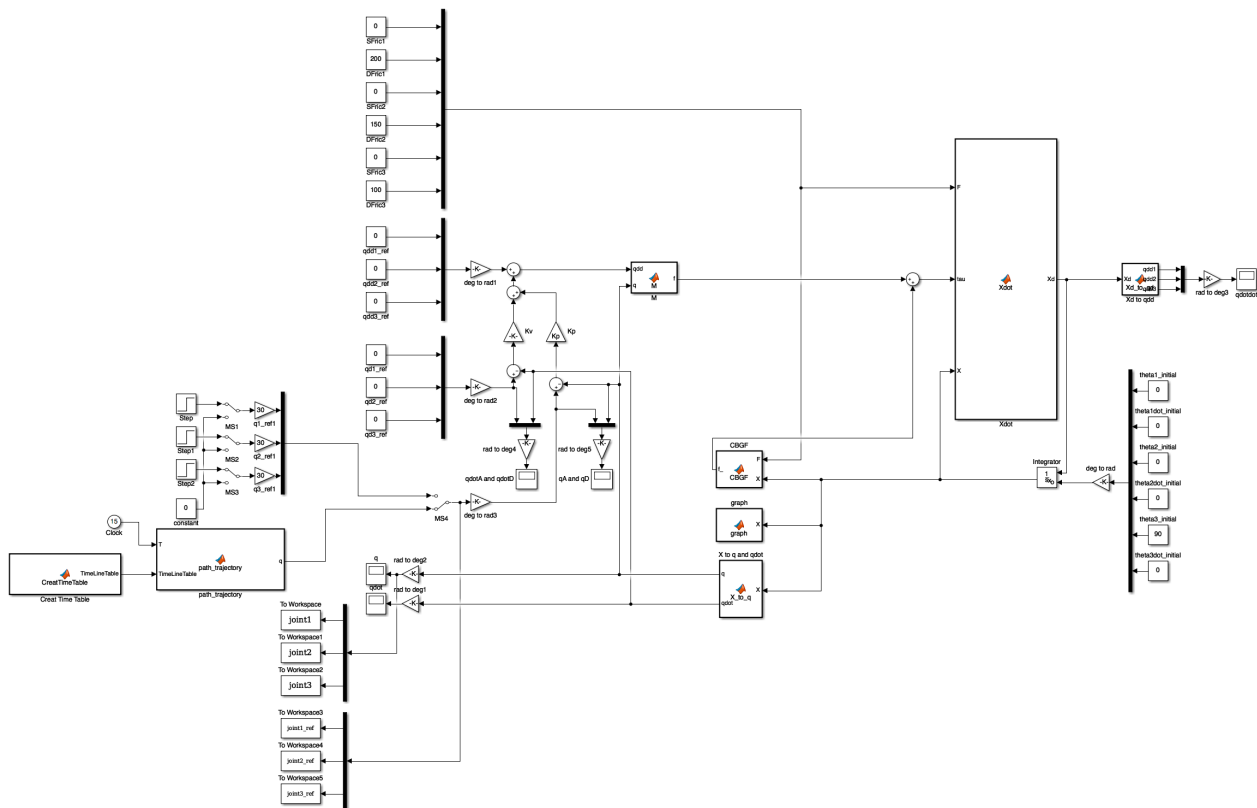 0
SFric1
200
DFric1
0
SFric2
150
DFric2
0
SFric3
100
DFric3
0
qdd1_ref
0
qdd2_ref
0
qdd3_ref
-K-
deg to rad1
0
qd1_ref
0
qd2_ref
0
qd3_ref
-K-
deg to rad2
-K-
Kv
Kp
Kp
qdd
q
M
f
M
F
tau
X
Xdot
Xd
Xdot
Xd
qdd1
qdd2
Xd to qdd
-K-
rad to deg3
qdotdot
Step
MS1
30
q1_ref1
Step1
MS2
30
q2_ref1
Step2
MS3
30
q3_ref1
0
constant
15
Clock
CreatTimeTable
TimeLineTable
Creat Time Table
T
TimeLineTable
path_trajectory
q
path_trajectory
MS4
-K-
deg to rad3
-K-
rad to deg4
qdotA and qdotD
-K-
rad to deg5
qA and qD
CBGF
F
X
f_
CBGF
graph
X
graph
X to q and qdot
q
qdot
X
X_to_q
Integrator
1
deg to rad
-K
theta1_initial
0
theta1dot_initial
0
theta2_initial
0
theta2dot_initial
0
theta3_initial
90
theta3dot_initial
0
q
rad to deg2
-K-
qdot
rad to deg1
-K-
To Workspace
joint1
To Workspace1
joint2
To Workspace2
joint3
To Workspace3
joint1_ref
To Workspace4
joint2_ref
To Workspace5
joint3_ref